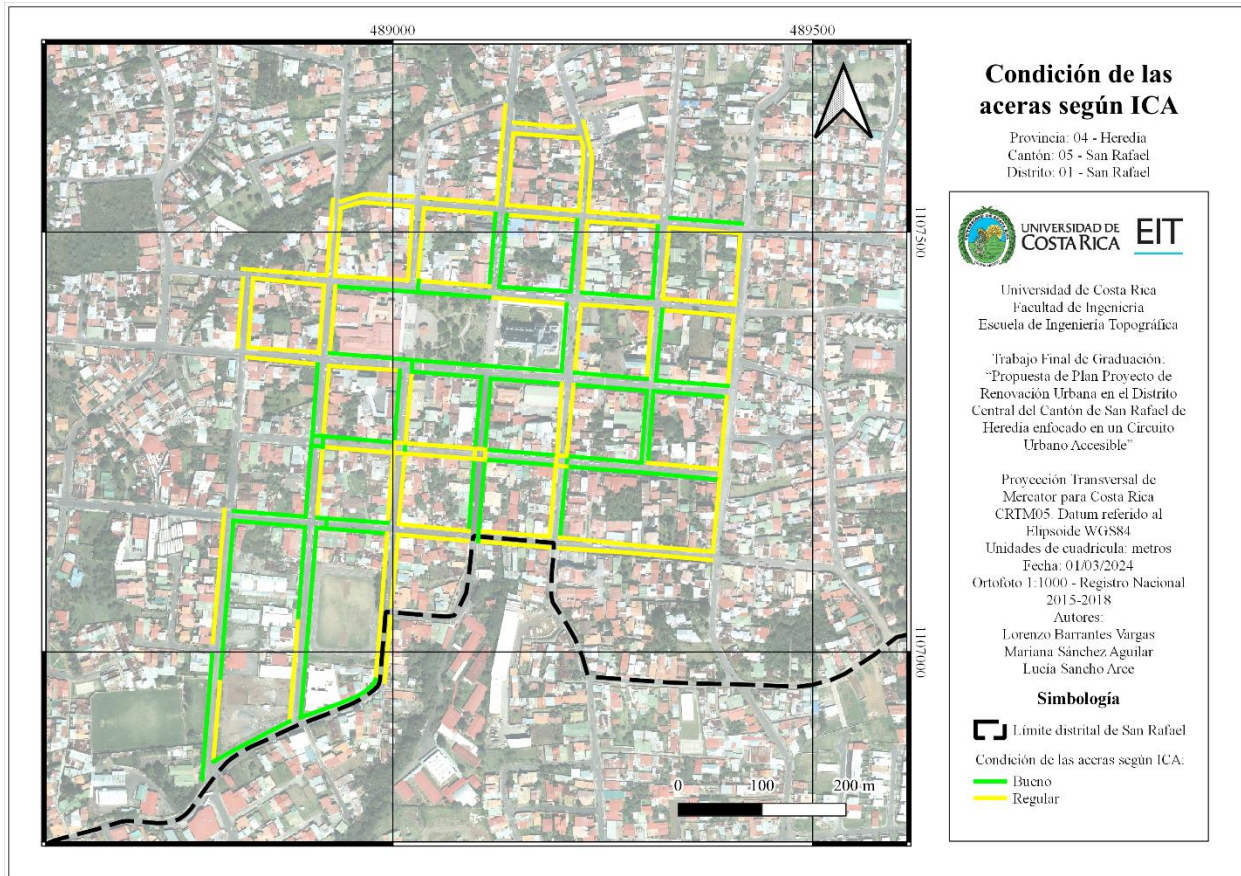 489000
489500
1107500
1107000
0 100 200 m
Condición de las
aceras según ICA
Provincia: 04 - Heredia
Cantón: 05 - San Rafael
Distrito: 01 - San Rafael
UNIVERSIDAD DE
COSTA RICA
EIT
Universidad de Costa Rica
Facultad de Ingeniería
Escuela de Ingeniería Topográfica
Trabajo Final de Graduación:
“Propuesta de Plan Proyecto de
Renovación Urbana en el Distrito
Central del Cantón de San Rafael de
Heredia enfocado en un Circuito
Urbano Accesible”
Proyección Transversal de
Mercator para Costa Rica
CRTM05. Datum referido al
Elipsoide WGS84
Unidades de cuadrícula: metros
Fecha: 01/03/2024
Ortofoto 1:1000 - Registro Nacional
2015-2018
Autores:
Lorenzo Barrantes Vargas
Mariana Sánchez Aguilar
Lucía Sancho Arce
Simbología
Límite distrital de San Rafael
Condición de las aceras según ICA:
Bueno
Regular